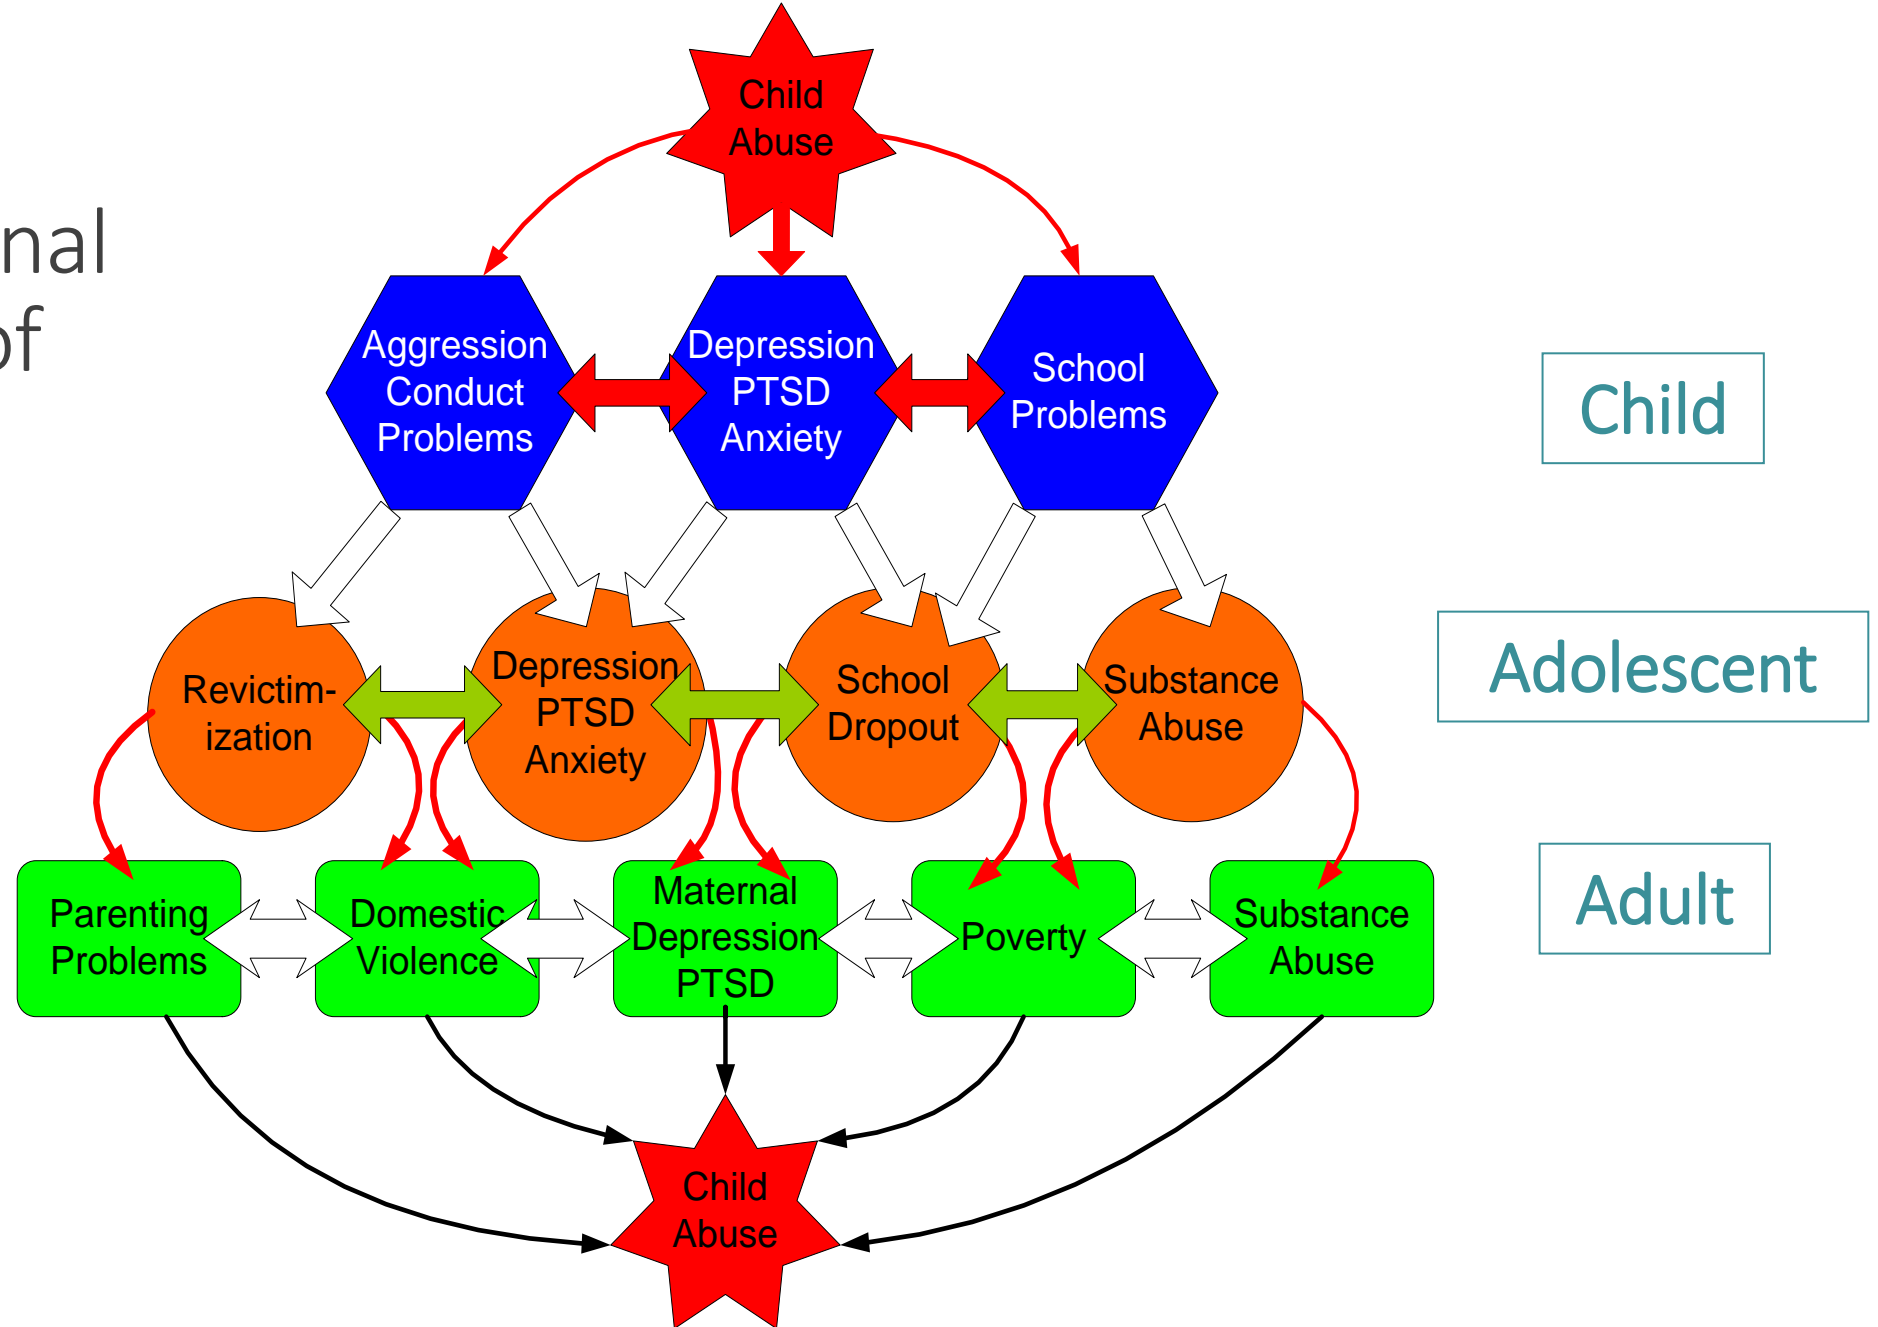 Child
Abuse
nal
of
Aggression
Conduct
Problems
Depression
PTSD
Anxiety
School
Problems
Child
Revictim-
ization
Depression
PTSD
Anxiety
School
Dropout
Substance
Abuse
Adolescent
Parenting
Problems
Domestic
Violence
Maternal
Depression
PTSD
Poverty
Substance
Abuse
Adult
Child
Abuse